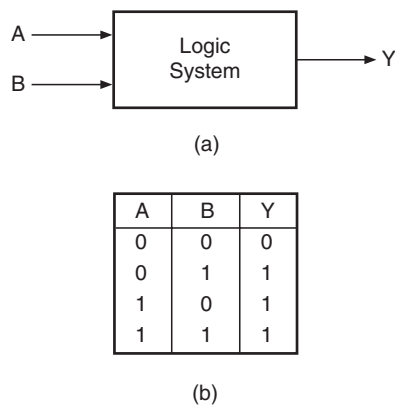 A
B
Logic
System
Y
(a)
A B Y
0 0 0
0 1 1
1 0 1
1 1 1
(b)